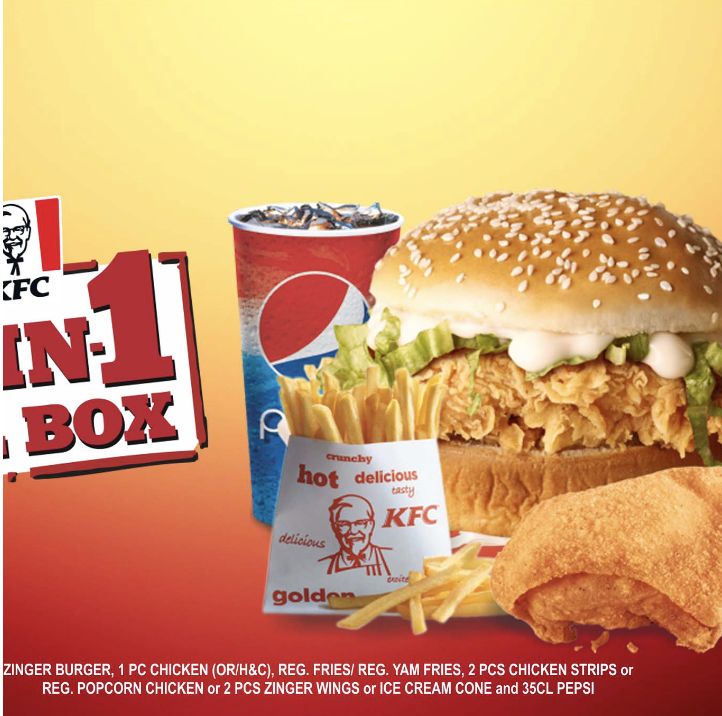 KFC
IN-1
BOX
crunchy
hot delicious
tasty
KFC
delicious
golden
ZINGER BURGER, 1 PC CHICKEN (OR/H&C), REG. FRIES/ REG. YAM FRIES, 2 PCS CHICKEN STRIPS or
REG. POPCORN CHICKEN or 2 PCS ZINGER WINGS or ICE CREAM CONE and 35CL PEPSI